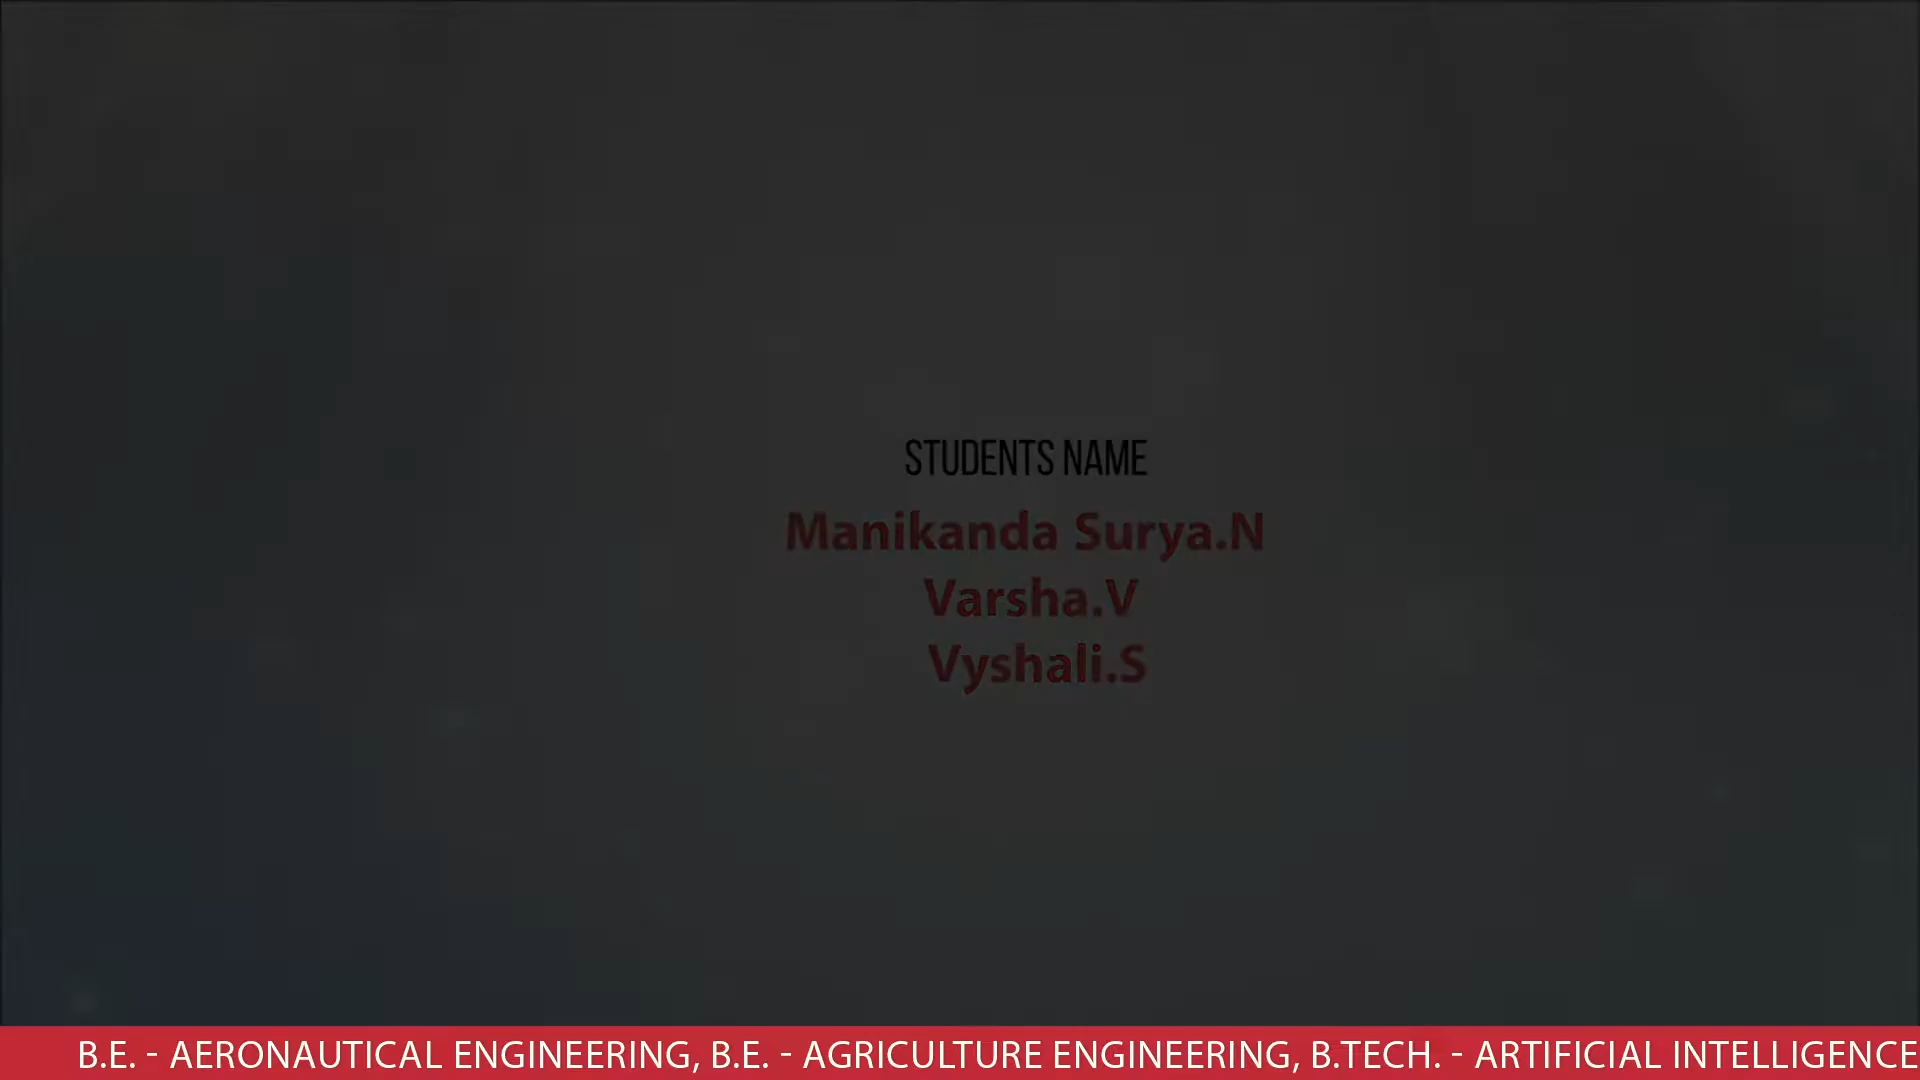 STUDENTS NAME
Manikanda Surya.N
Varsha.V
Vyshali.S
B.E. - AERONAUTICAL ENGINEERING, B.E. - AGRICULTURE ENGINEERING, B.TECH. - ARTIFICIAL INTELLIGENCE